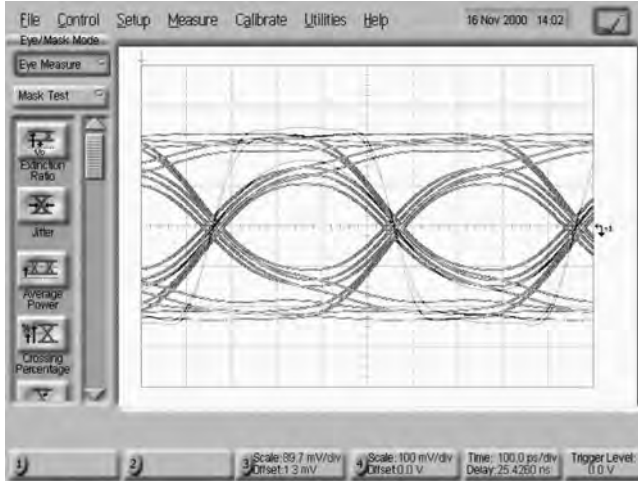 File Control Setup Measure Calibrate Utilities Help 16 Nov 2000 14:02
Eye/Mask Mode
Eye Measure
Mask Test
Extinction
Ratio
Jitter
Average
Power
Crossing
Percentage
1)
2)
3) Scale: 89.7 mV/div
Offset: 1.3 mV
4) Scale: 100 mV/div
Offset: 0.0 V
Time: 100.0 ps/div
Delay: 25.4260 ns
Trigger Level:
0.0 V